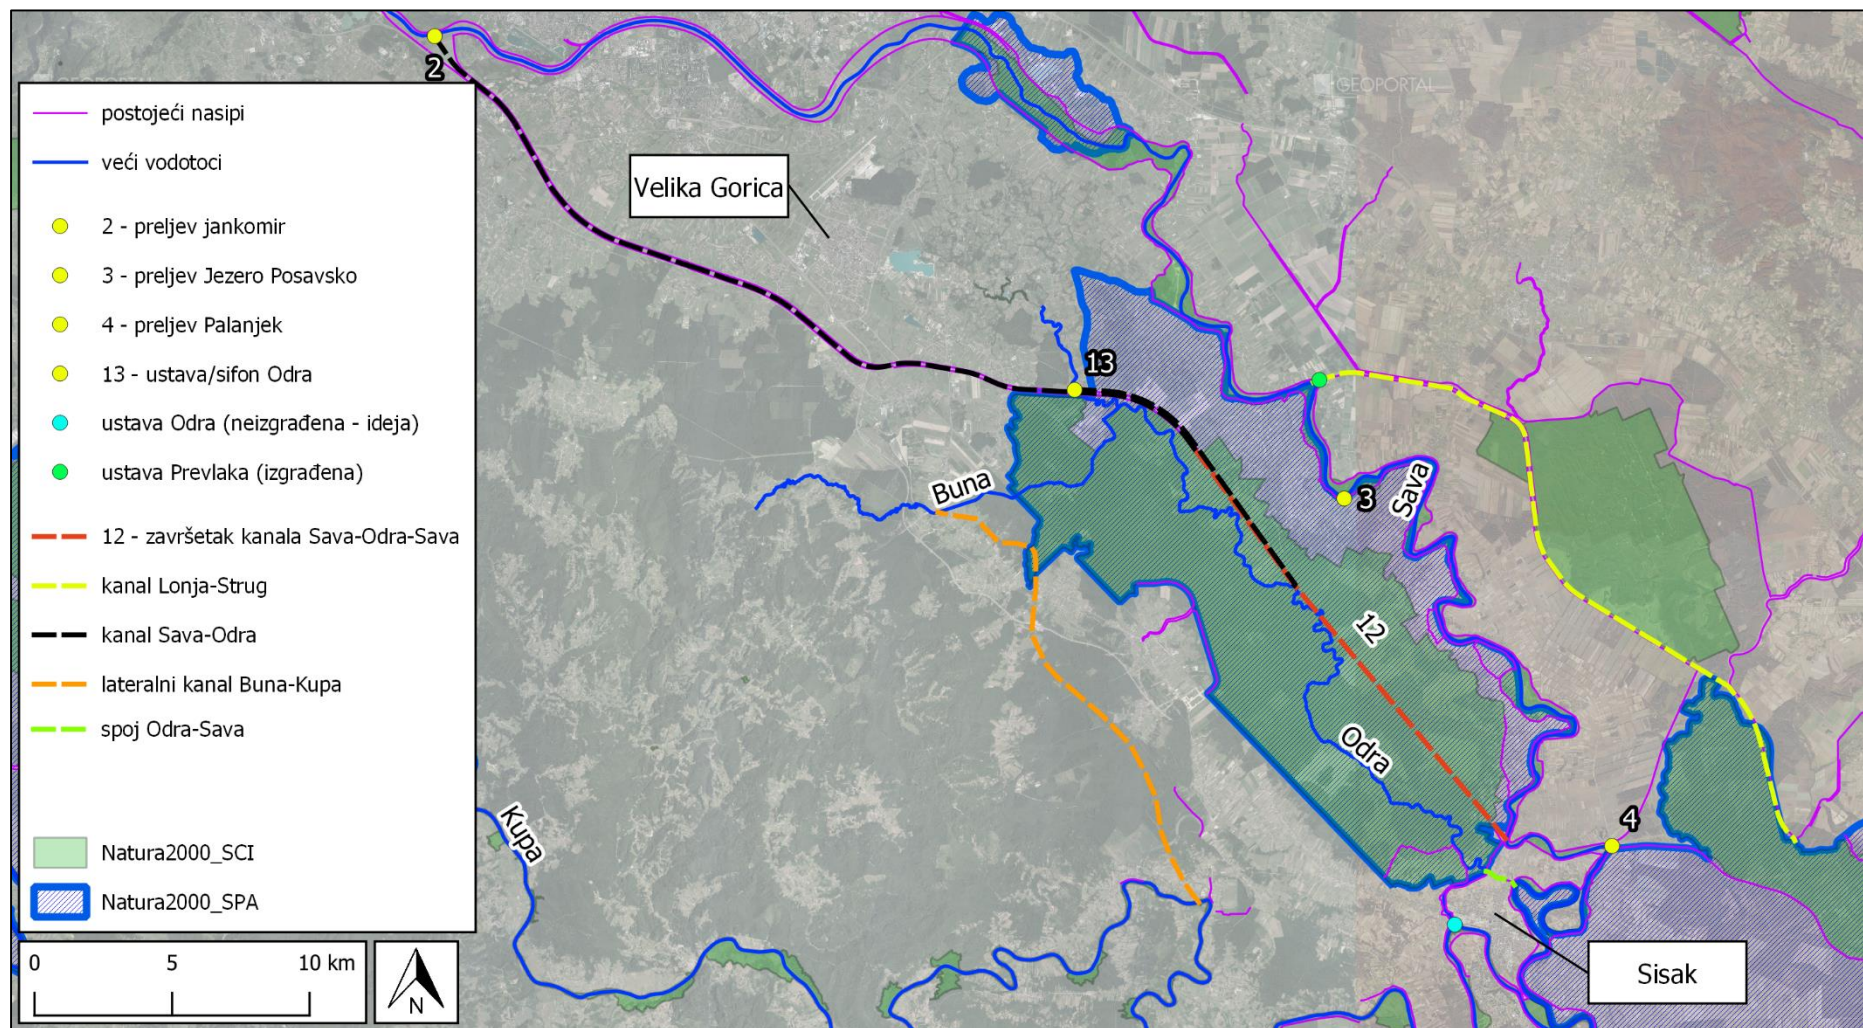 GEOPORTAL
GEOPORTAL
2
postojeći nasipi
veći vodotoci
2 - preljev jankomir
3 - preljev Jezero Posavsko
4 - preljev Palanjek
13 - ustava/sifon Odra
ustava Odra (neizgrađena - ideja)
ustava Prevlaka (izgrađena)
12 - završetak kanala Sava-Odra-Sava
kanal Lonja-Strug
kanal Sava-Odra
lateralni kanal Buna-Kupa
spoj Odra-Sava
Natura2000_SCI
Natura2000_SPA
0 5 10 km
N
Velika Gorica
13
Buna
3
Sava
12
Odra
4
Kupa
Sisak